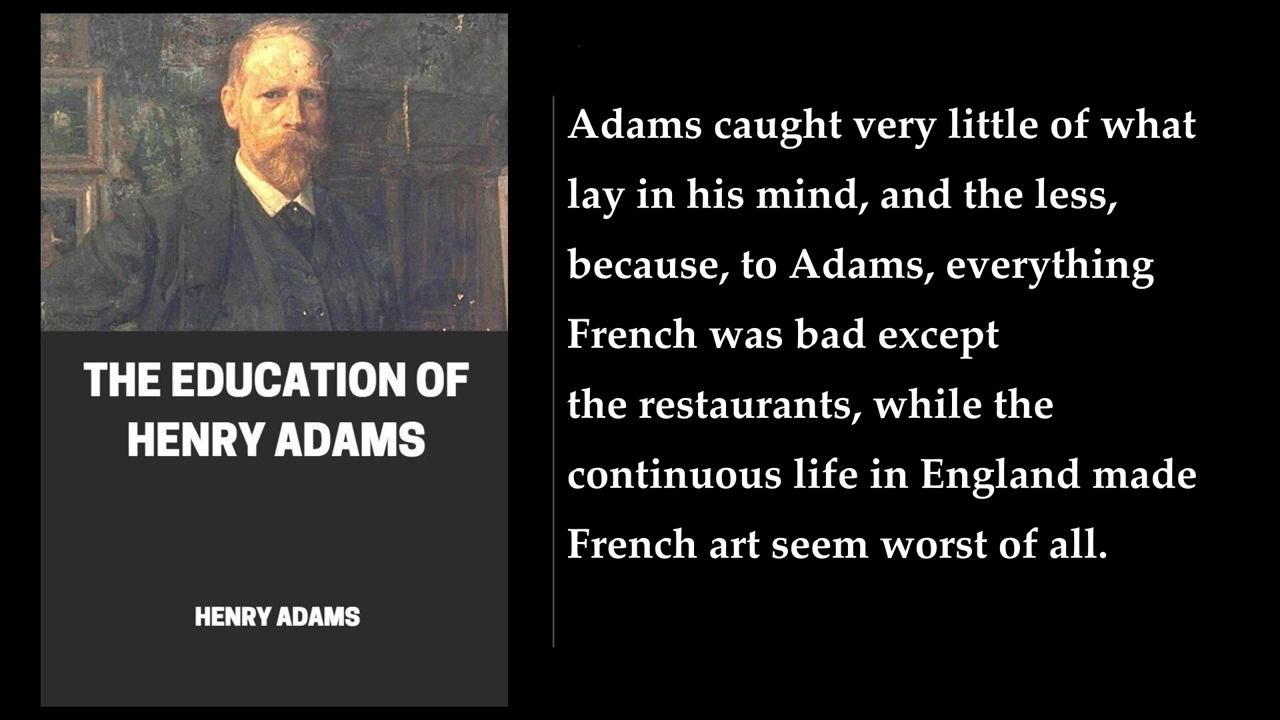 THE EDUCATION OF
HENRY ADAMS
HENRY ADAMS
Adams caught very little of what
lay in his mind, and the less,
because, to Adams, everything
French was bad except
the restaurants, while the
continuous life in England made
French art seem worst of all.